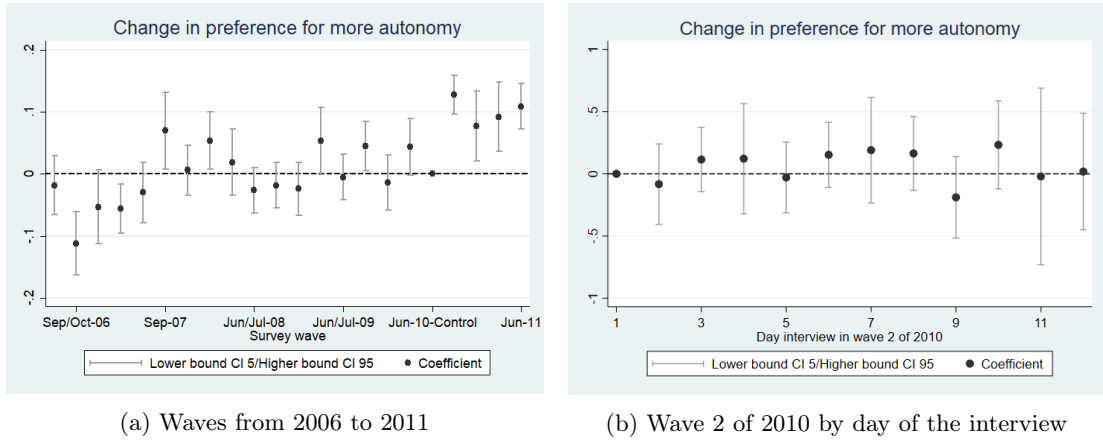 Change in preference for more autonomy
.2
.1
0
-.1
-.2
Sep/Oct-06 Sep-07 Jun/Jul-08 Jun/Jul-09 Jun-10-Control Jun-11
Survey wave
Lower bound CI 5/Higher bound CI 95 Coefficient
(a) Waves from 2006 to 2011
Change in preference for more autonomy
1
.5
0
-.5
-1
1 3 5 7 9 11
Day interview in wave 2 of 2010
Lower bound CI 5/Higher bound CI 95 Coefficient
(b) Wave 2 of 2010 by day of the interview